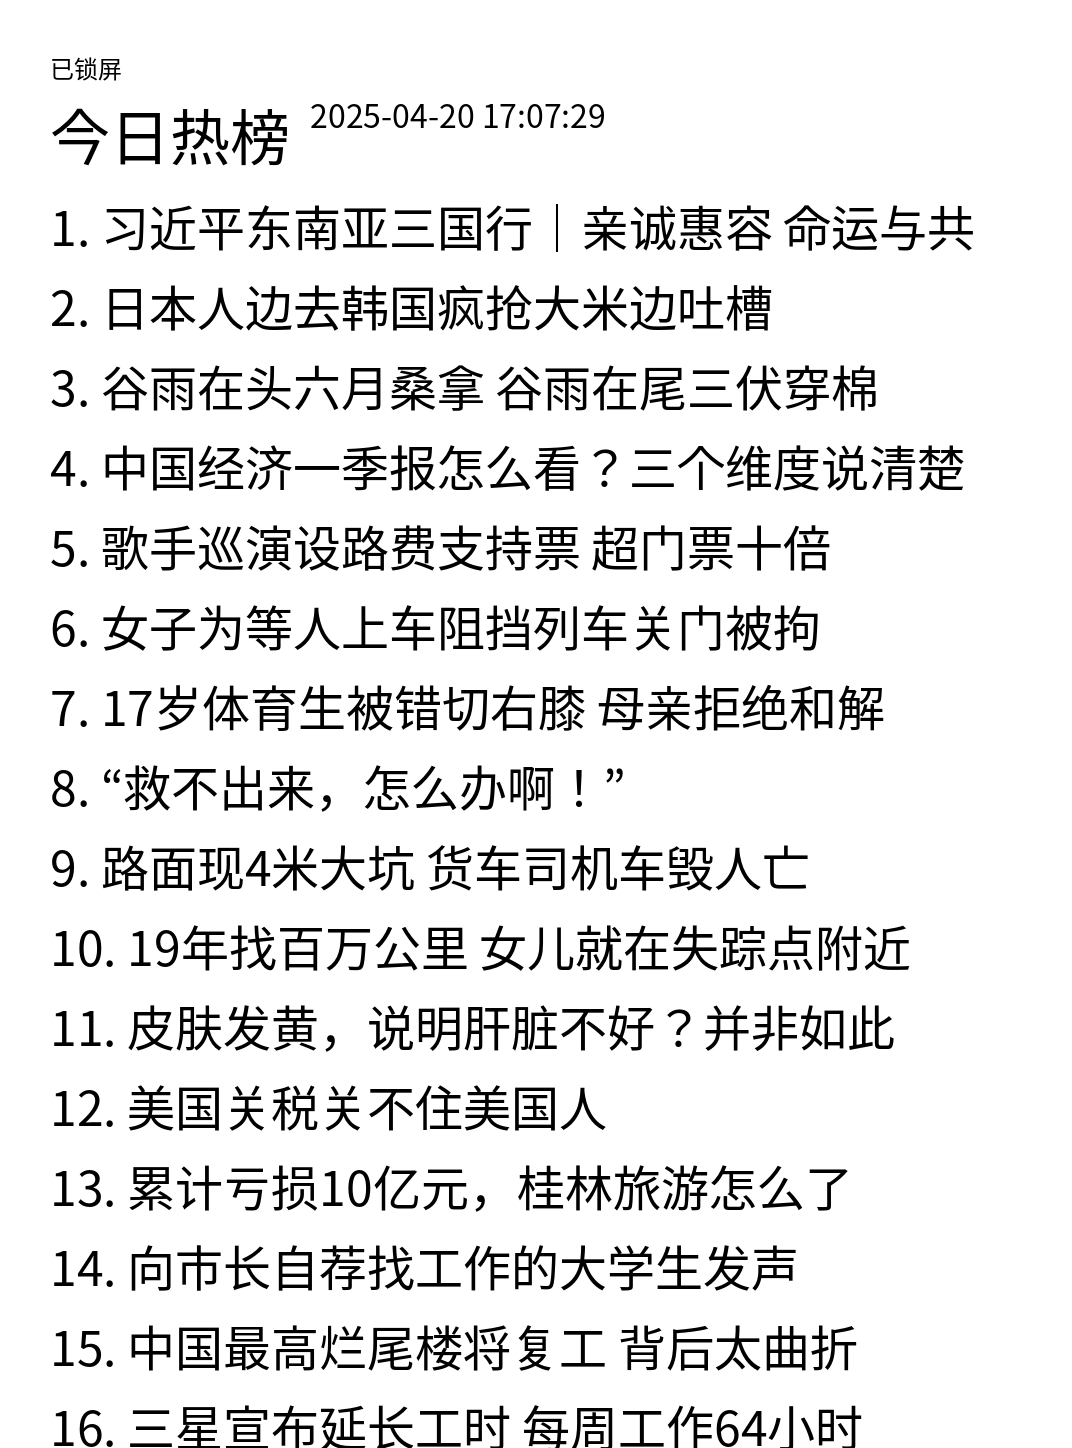 已锁屏
今日热榜 2025-04-20 17:07:29
1. 习近平东南亚三国行｜亲诚惠容 命运与共
2. 日本人边去韩国疯抢大米边吐槽
3. 谷雨在头六月桑拿 谷雨在尾三伏穿棉
4. 中国经济一季报怎么看？三个维度说清楚
5. 歌手巡演设路费支持票 超门票十倍
6. 女子为等人上车阻挡列车关门被拘
7. 17岁体育生被错切右膝 母亲拒绝和解
8. “救不出来，怎么办啊！”
9. 路面现4米大坑 货车司机车毁人亡
10. 19年找百万公里 女儿就在失踪点附近
11. 皮肤发黄，说明肝脏不好？并非如此
12. 美国关税关不住美国人
13. 累计亏损10亿元，桂林旅游怎么了
14. 向市长自荐找工作的大学生发声
15. 中国最高烂尾楼将复工 背后太曲折
16. 三星宣布延长工时 每周工作64小时